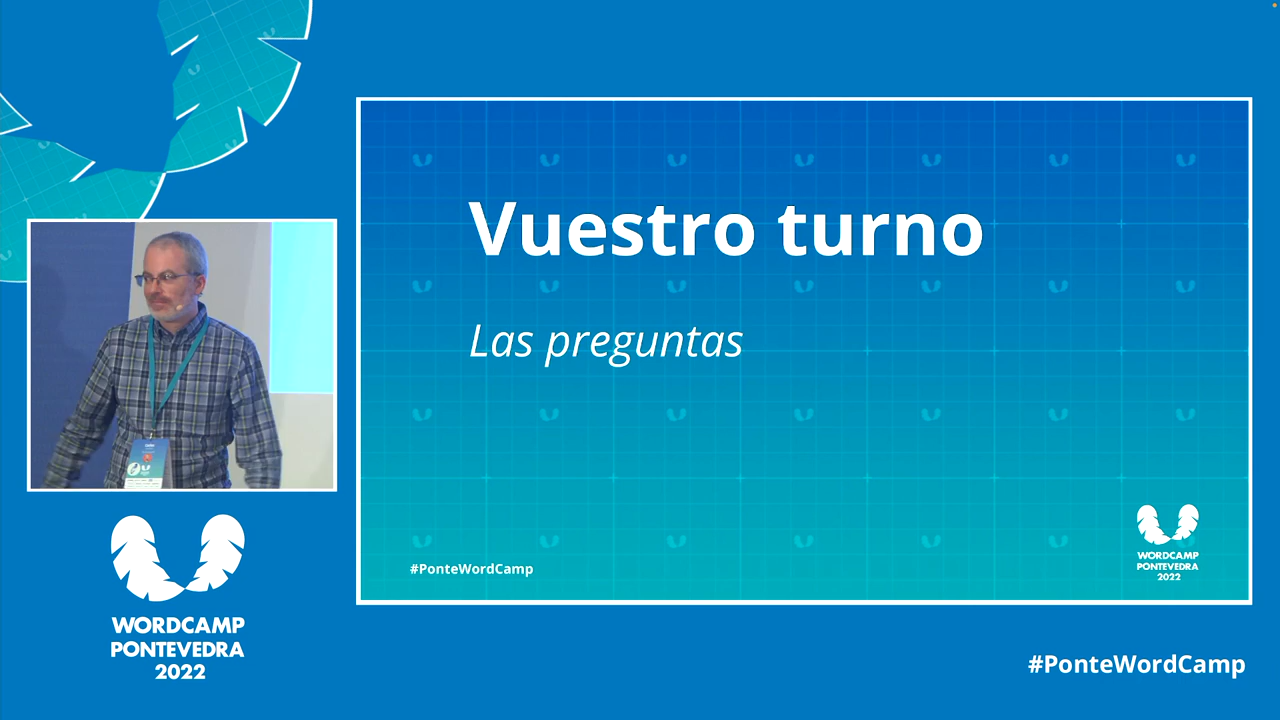 Vuestro turno
Las preguntas
#PonteWordCamp
WORDCAMP
PONTEVEDRA
2022
WORDCAMP
PONTEVEDRA
2022
#PonteWordCamp